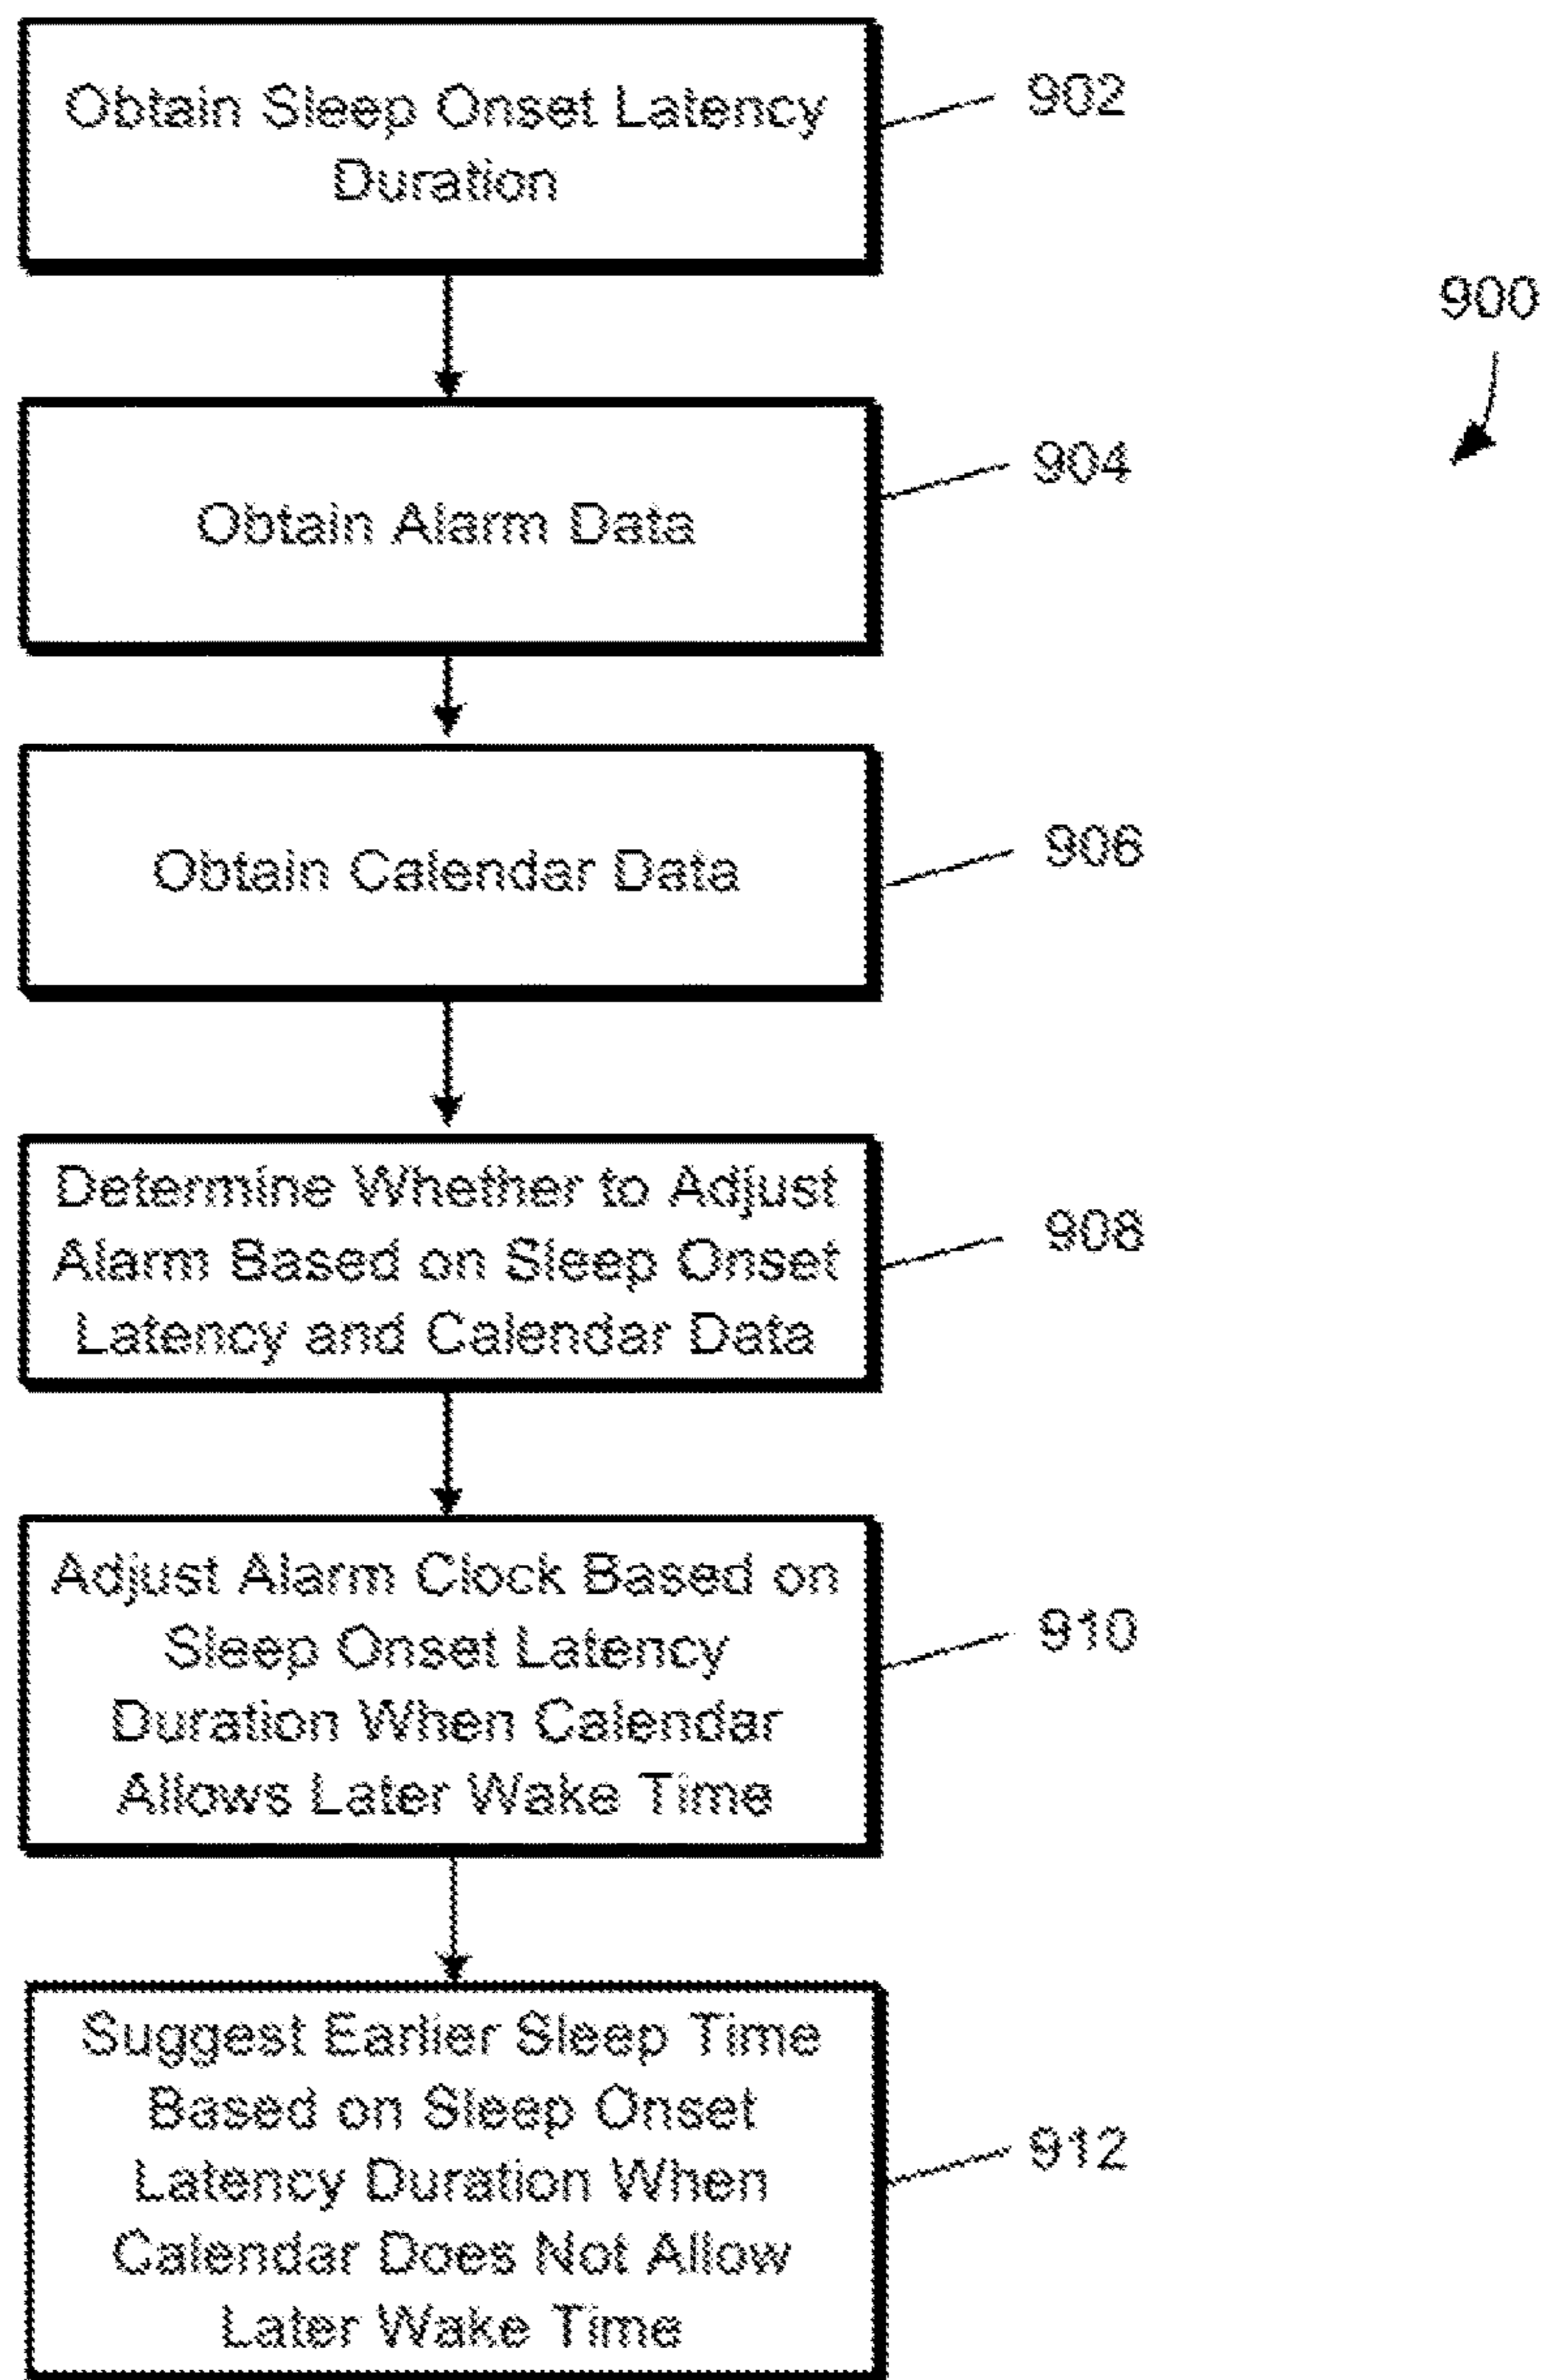 Obtain Sleep Onset Latency
Duration
902
900
Obtain Alarm Data
904
Obtain Calendar Data
906
Determine Whether to Adjust
Alarm Based on Sleep Onset
Latency and Calendar Data
908
Adjust Alarm Clock Based on
Sleep Onset Latency
Duration When Calendar
Allows Later Wake Time
910
Suggest Earlier Sleep Time
Based on Sleep Onset
Latency Duration When
Calendar Does Not Allow
Later Wake Time
912